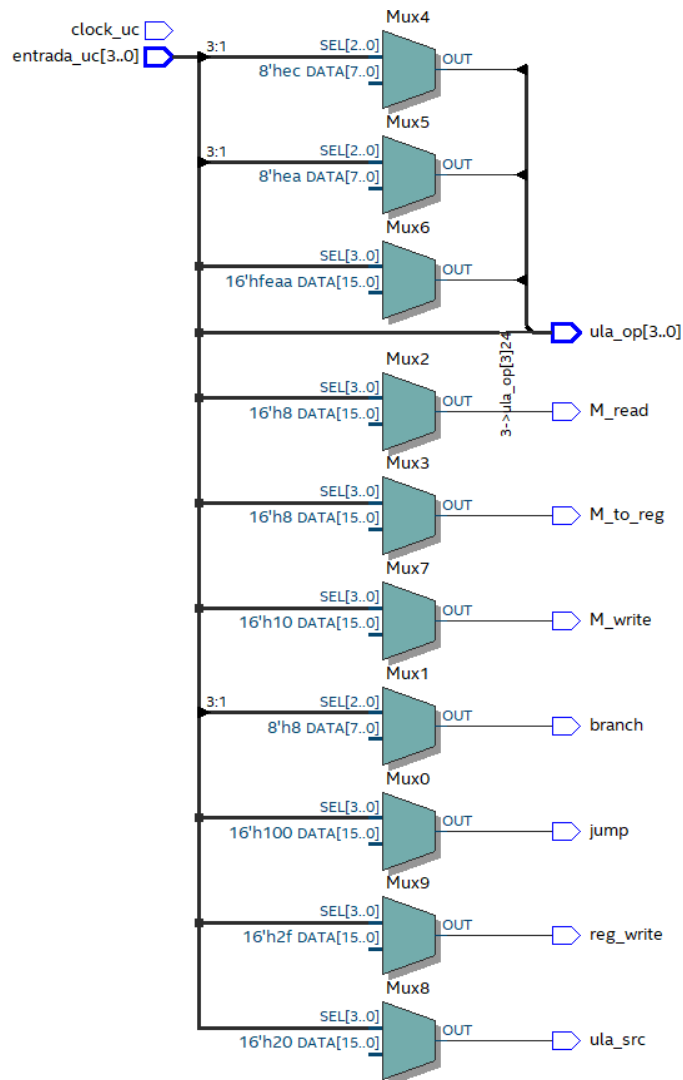 Mux4
clock_uc
entrada_uc[3..0]
3:1
SEL[2..0]
8'hec DATA[7..0]
OUT
Mux5
3:1
SEL[2..0]
8'hea DATA[7..0]
OUT
Mux6
SEL[3..0]
16'hfeaa DATA[15..0]
OUT
ula_op[3..0]
3->ula_op[3]24
Mux2
SEL[3..0]
16'h8 DATA[15..0]
OUT
M_read
Mux3
SEL[3..0]
16'h8 DATA[15..0]
OUT
M_to_reg
Mux7
SEL[3..0]
16'h10 DATA[15..0]
OUT
M_write
Mux1
3:1
SEL[2..0]
8'h8 DATA[7..0]
OUT
branch
Mux0
SEL[3..0]
16'h100 DATA[15..0]
OUT
jump
Mux9
SEL[3..0]
16'h2f DATA[15..0]
OUT
reg_write
Mux8
SEL[3..0]
16'h20 DATA[15..0]
OUT
ula_src